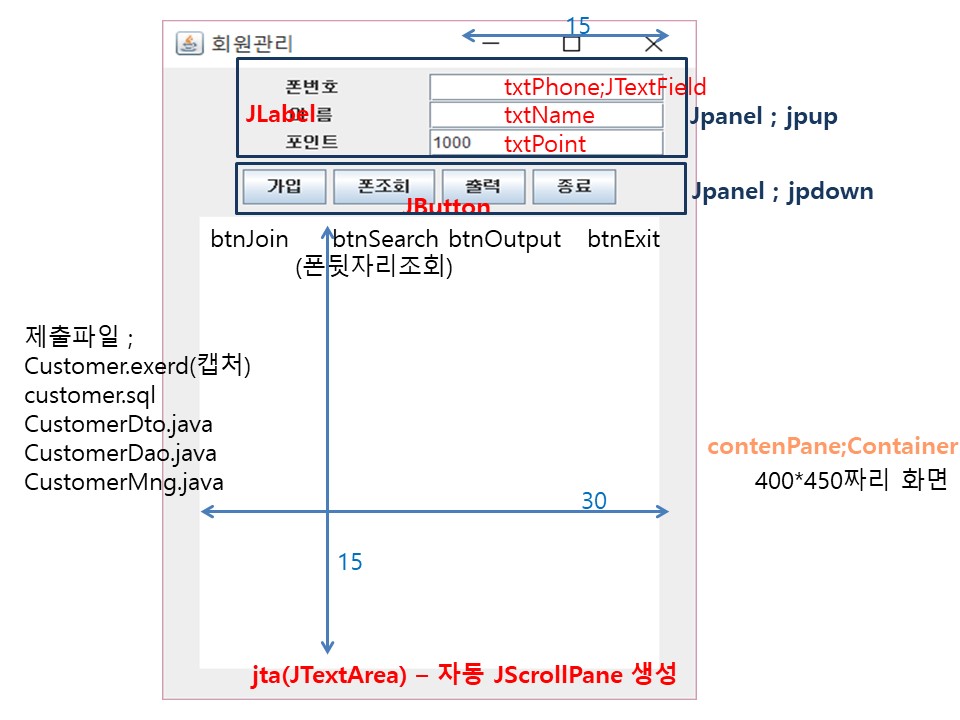 회원관리
15
폰번호
txtPhone;JTextField
JLabel
름
txtName
Jpanel ; jpup
포인트
1000
txtPoint
가입
폰조회
출력
종료
Jpanel ; jpdown
JButton
btnJoin
btnSearch
btnOutput
btnExit
(폰뒷자리조회)
제출파일 ;
Customer.exerd(캡처)
customer.sql
CustomerDto.java
CustomerDao.java
CustomerMng.java
contenPane;Container
400*450짜리 화면
30
15
jta(JTextArea) – 자동 JScrollPane 생성